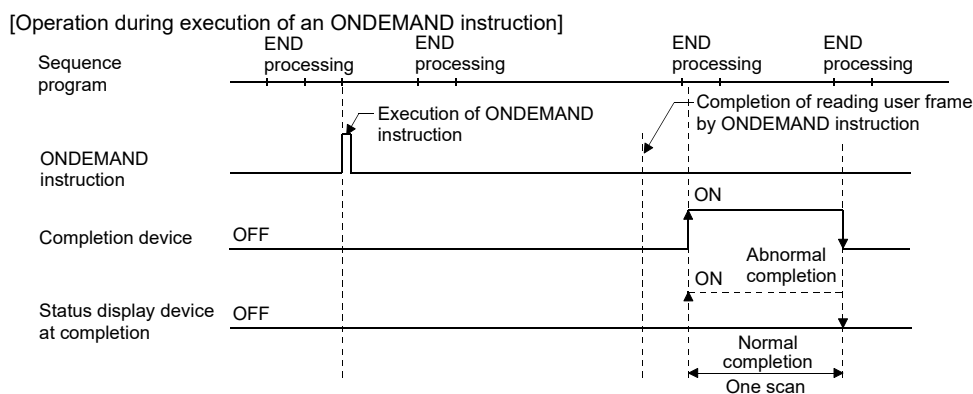 [Operation during execution of an ONDEMAND instruction]
Sequence
program
END
processing
END
processing
END
processing
END
processing
Execution of ONDEMAND
instruction
Completion of reading user frame
by ONDEMAND instruction
ONDEMAND
instruction
ON
Completion device
OFF
Abnormal
completion
ON
Status display device
at completion
OFF
Normal
completion
One scan